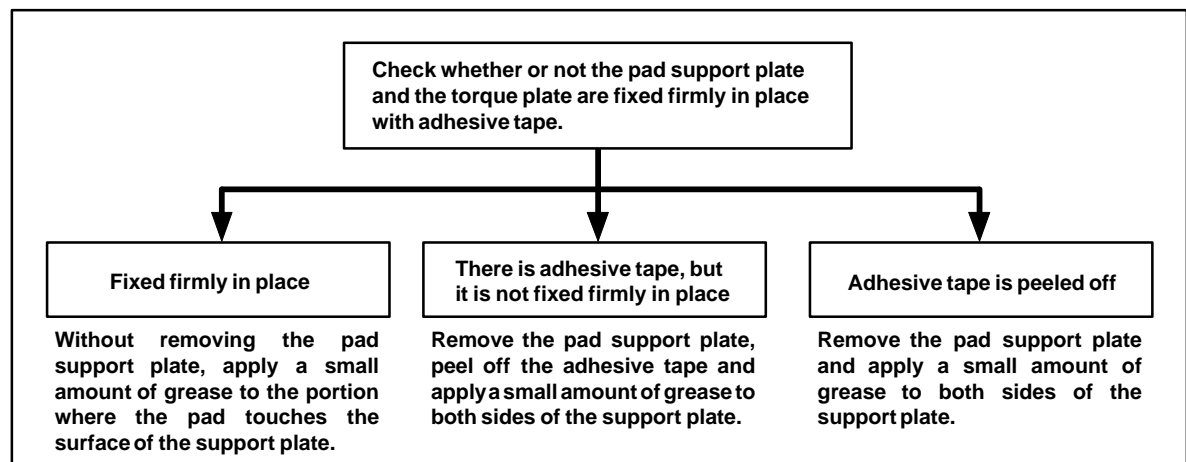 Check whether or not the pad support plate
and the torque plate are fixed firmly in place
with adhesive tape.
Fixed firmly in place
Without removing the pad
support plate, apply a small
amount of grease to the portion
where the pad touches the
surface of the support plate.
There is adhesive tape, but
it is not fixed firmly in place
Remove the pad support plate,
peel off the adhesive tape and
apply a small amount of grease to
both sides of the support plate.
Adhesive tape is peeled off
Remove the pad support plate
and apply a small amount of
grease to both sides of the
support plate.